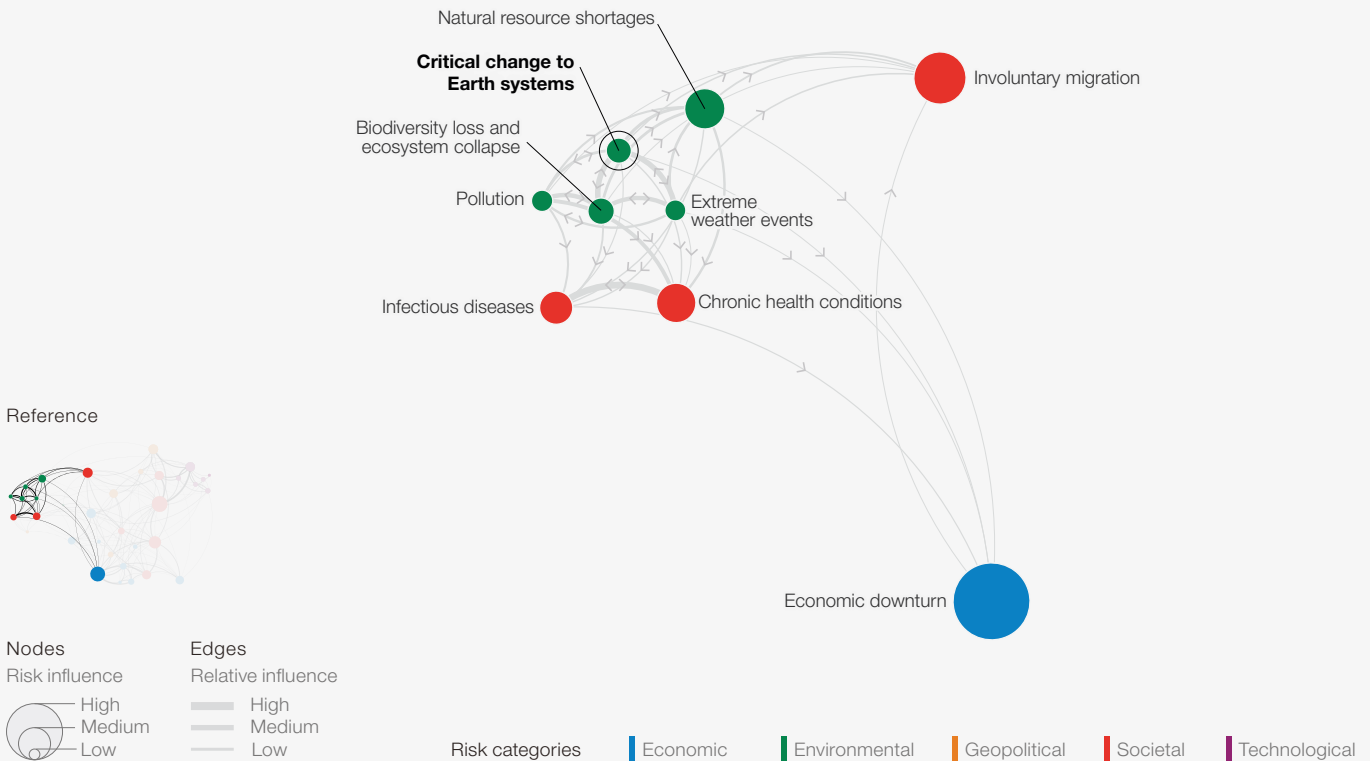 Natural resource shortages
Critical change to
Earth systems
Involuntary migration
Biodiversity loss and
ecosystem collapse
Pollution
Extreme
weather events
Infectious diseases
Chronic health conditions
Reference
Economic downturn
Nodes
Risk influence
High
Medium
Low
Edges
Relative influence
High
Medium
Low
Risk categories
Economic
Environmental
Geopolitical
Societal
Technological